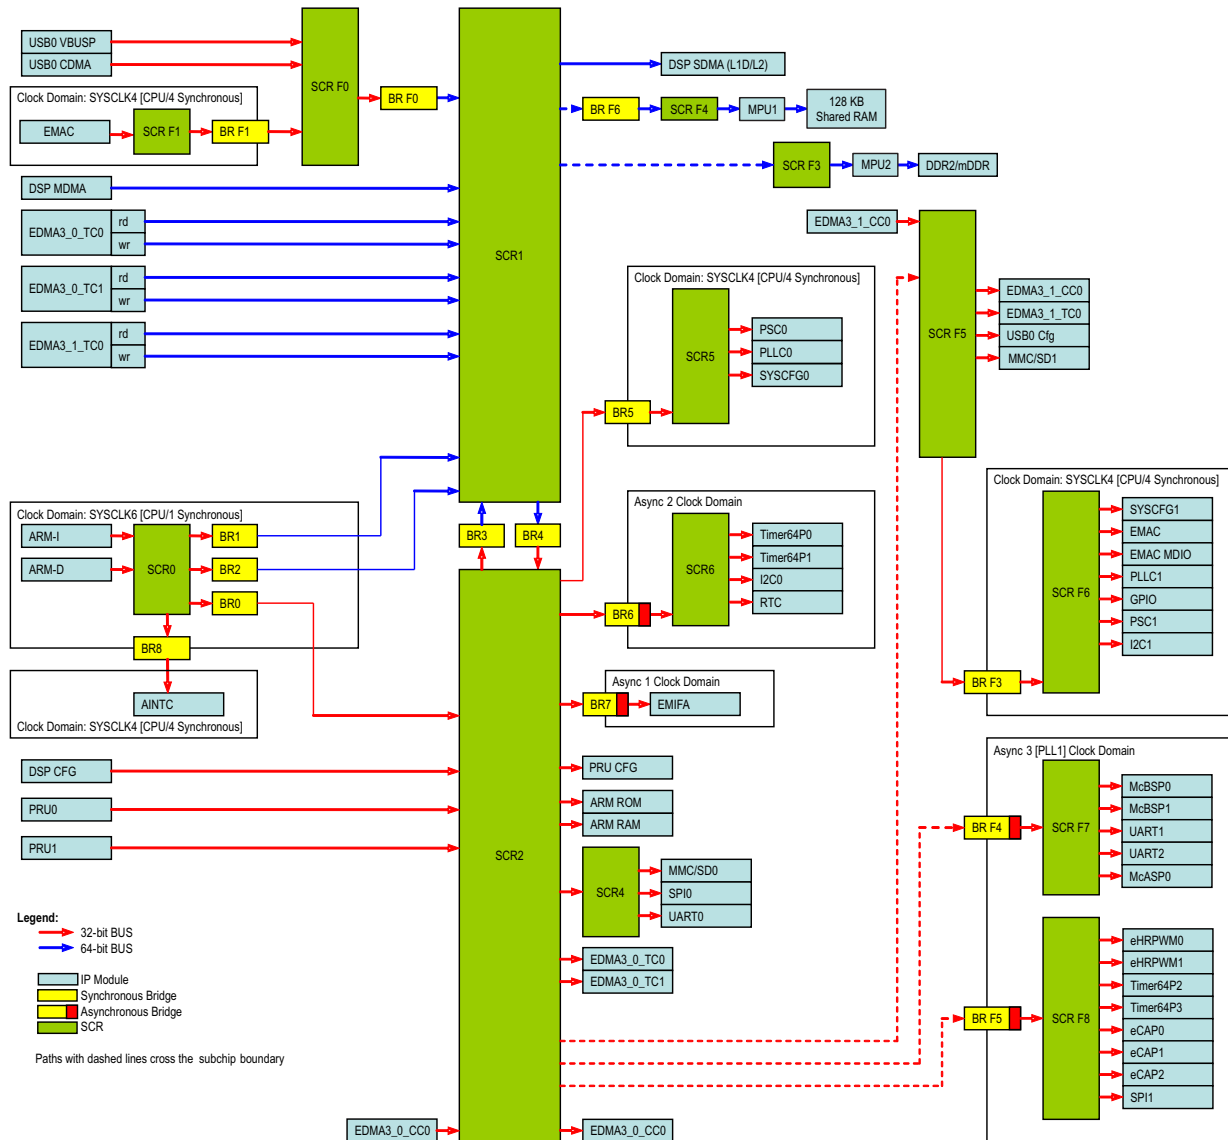 USB0 VBUSP
USB0 CDMA
SCR F0
BR F0
Clock Domain: SYSCLK4 [CPU/4 Synchronous]
EMAC
SCR F1
BR F1
DSP MDMA
EDMA3_0_TC0
rd
wr
EDMA3_0_TC1
rd
wr
EDMA3_1_TC0
rd
wr
SCR1
DSP SDMA (L1D/L2)
BR F6
SCR F4
MPU1
128 KB
Shared RAM
SCR F3
MPU2
DDR2/mDDR
EDMA3_1_CC0
SCR F5
EDMA3_1_CC0
EDMA3_1_TC0
USB0 Cfg
MMC/SD1
Clock Domain: SYSCLK4 [CPU/4 Synchronous]
SCR5
PSC0
PLLC0
SYSCFG0
BR5
Clock Domain: SYSCLK6 [CPU/1 Synchronous]
ARM-I
ARM-D
SCR0
BR1
BR2
BR0
BR8
AINTC
Clock Domain: SYSCLK4 [CPU/4 Synchronous]
BR3
BR4
Async 2 Clock Domain
SCR6
Timer64P0
Timer64P1
I2C0
RTC
BR6
Async 1 Clock Domain
BR7
EMIFA
Clock Domain: SYSCLK4 [CPU/4 Synchronous]
SCR F6
SYSCFG1
EMAC
EMAC MDIO
PLLC1
GPIO
PSC1
I2C1
BR F3
DSP CFG
PRU0
PRU1
SCR2
PRU CFG
ARM ROM
ARM RAM
SCR4
MMC/SD0
SPI0
UART0
EDMA3_0_TC0
EDMA3_0_TC1
Async 3 [PLL1] Clock Domain
BR F4
SCR F7
McBSP0
McBSP1
UART1
UART2
McASP0
BR F5
SCR F8
eHRPWM0
eHRPWM1
Timer64P2
Timer64P3
eCAP0
eCAP1
eCAP2
SPI1
Legend:
32-bit BUS
64-bit BUS
IP Module
Synchronous Bridge
Asynchronous Bridge
SCR
Paths with dashed lines cross the subchip boundary
EDMA3_0_CC0
EDMA3_0_CC0